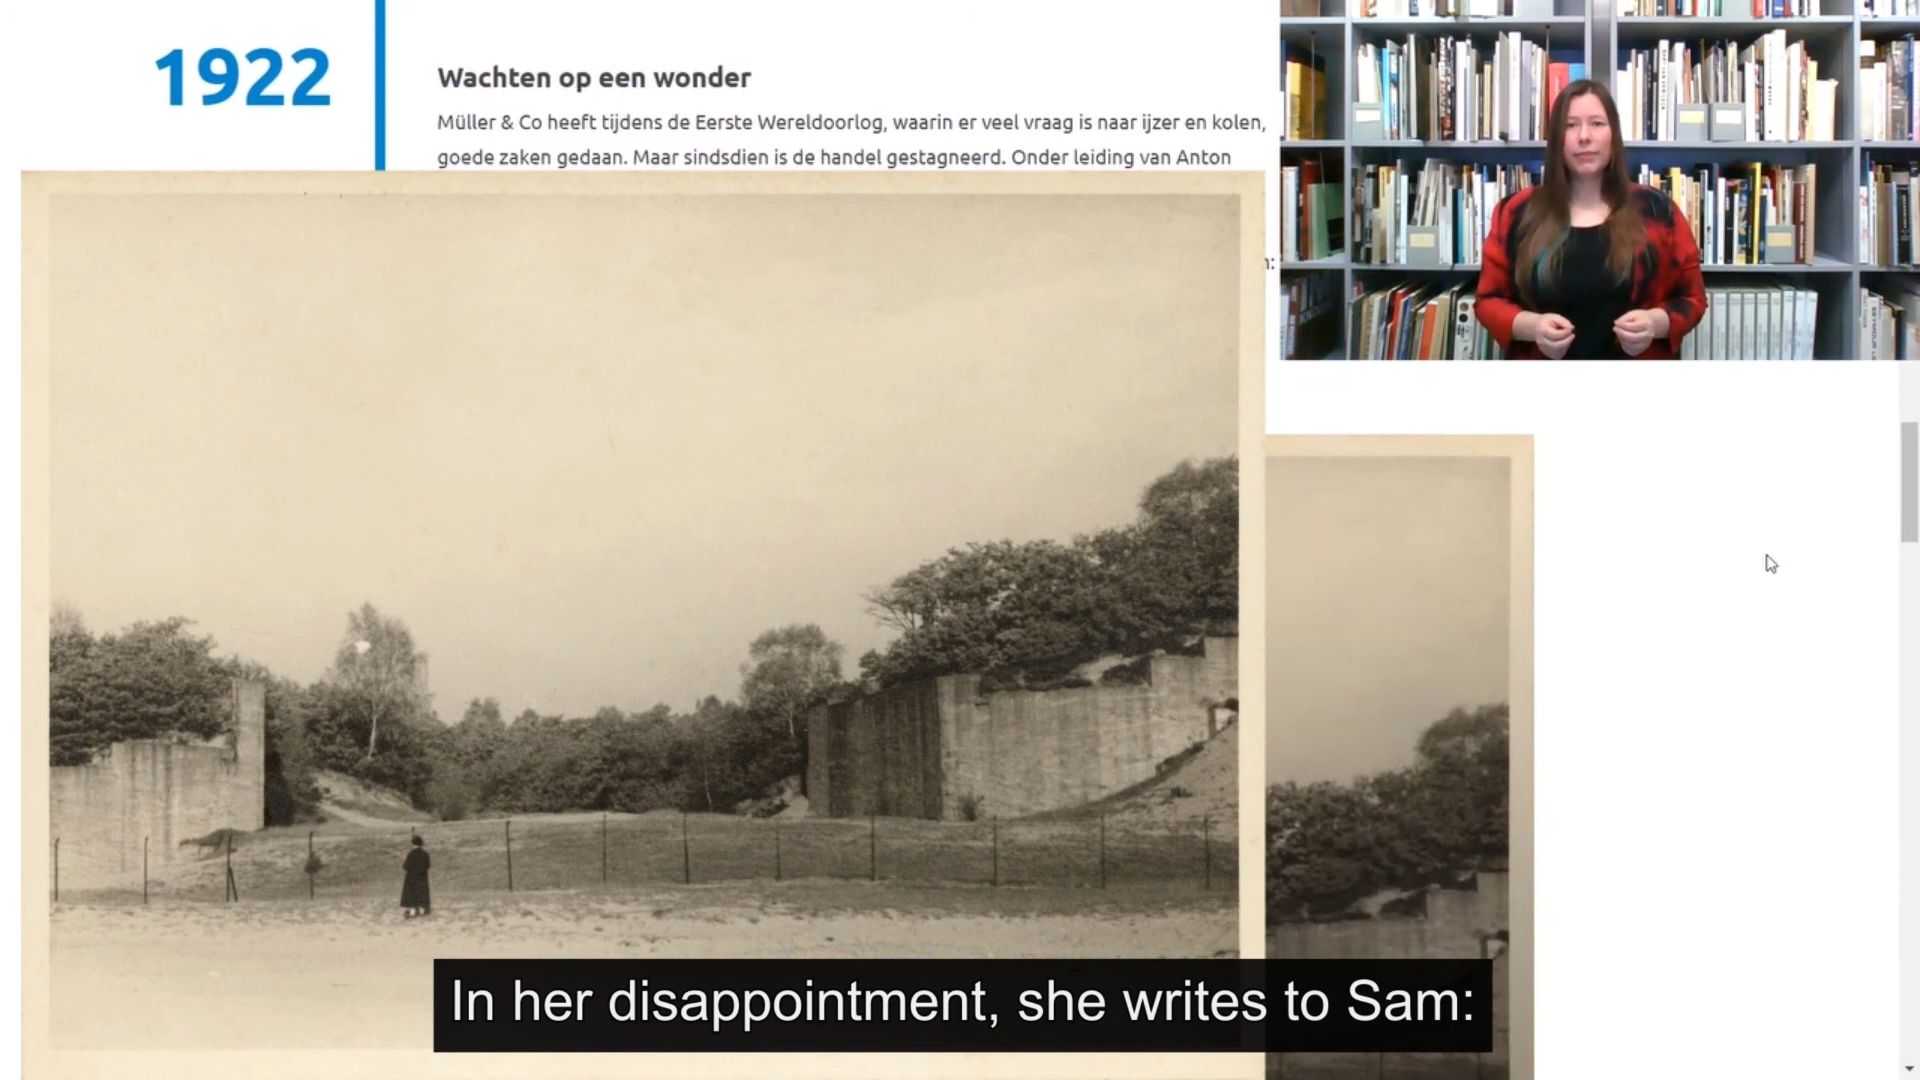 1922
Wachten op een wonder
Müller & Co heeft tijdens de Eerste Wereldoorlog, waarin er veel vraag is naar ijzer en kolen,
goede zaken gedaan. Maar sindsdien is de handel gestagneerd. Onder leiding van Anton
In her disappointment, she writes to Sam: